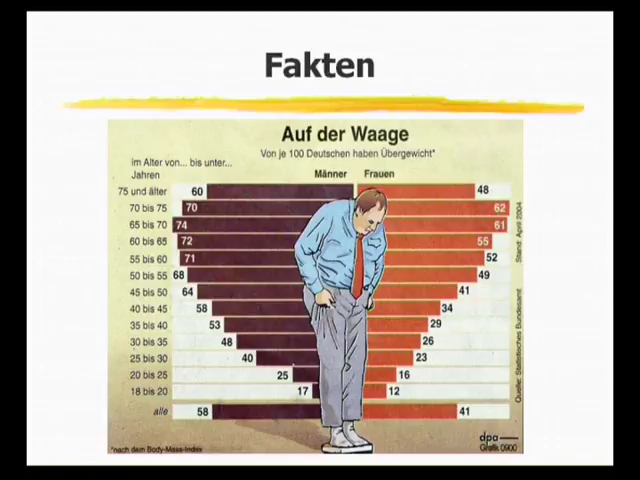 Fakten
Auf der Waage
Von je 100 Deutschen haben Übergewicht*
im Alter von... bis unter...
Jahren Männer Frauen
75 und älter 60 48
70 bis 75 70 62
65 bis 70 74 61
60 bis 65 72 55
55 bis 60 71 52
50 bis 55 68 49
45 bis 50 64 41
40 bis 45 58 34
35 bis 40 53 29
30 bis 35 48 26
25 bis 30 40 23
20 bis 25 25 16
18 bis 20 17 12
alle 58 41
*nach dem Body-Mass-Index
dpa
Grafik 0900
Quelle: Statistisches Bundesamt
Stand: April 2004